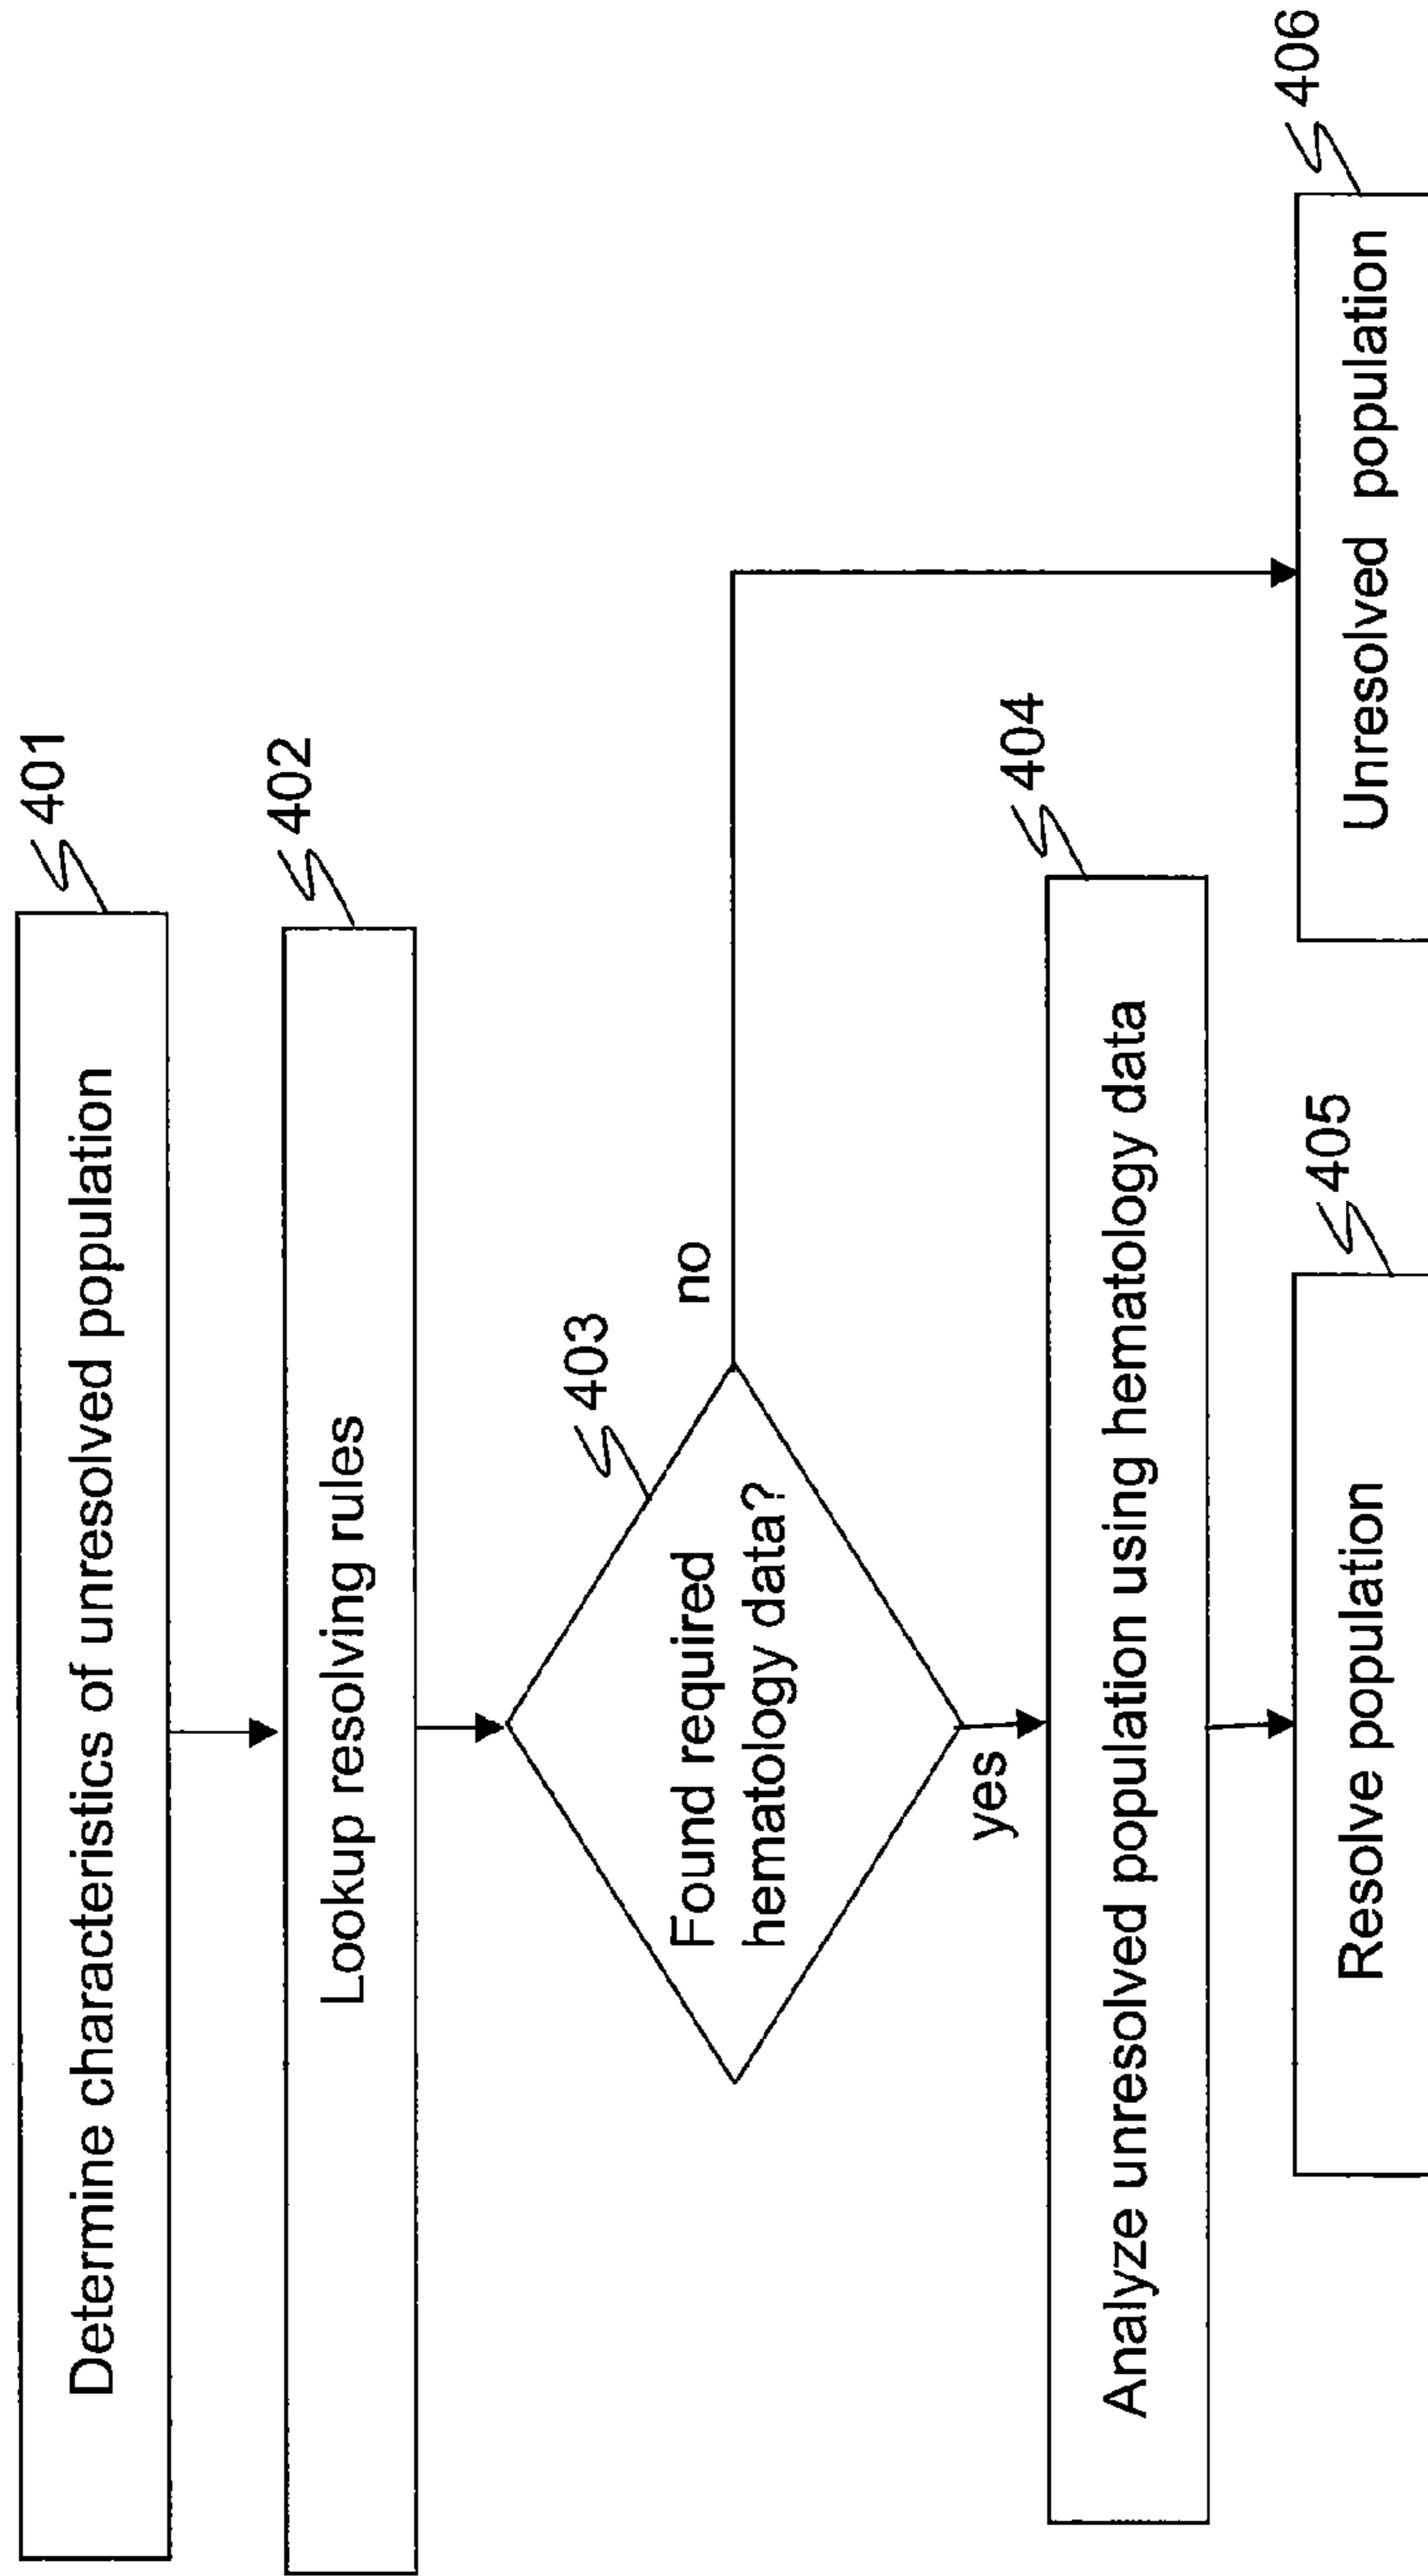 401
Determine characteristics of unresolved population
402
Lookup resolving rules
403
Found required
hematology data?
no
yes
404
Analyze unresolved population using hematology data
405
Resolve population
406
Unresolved population